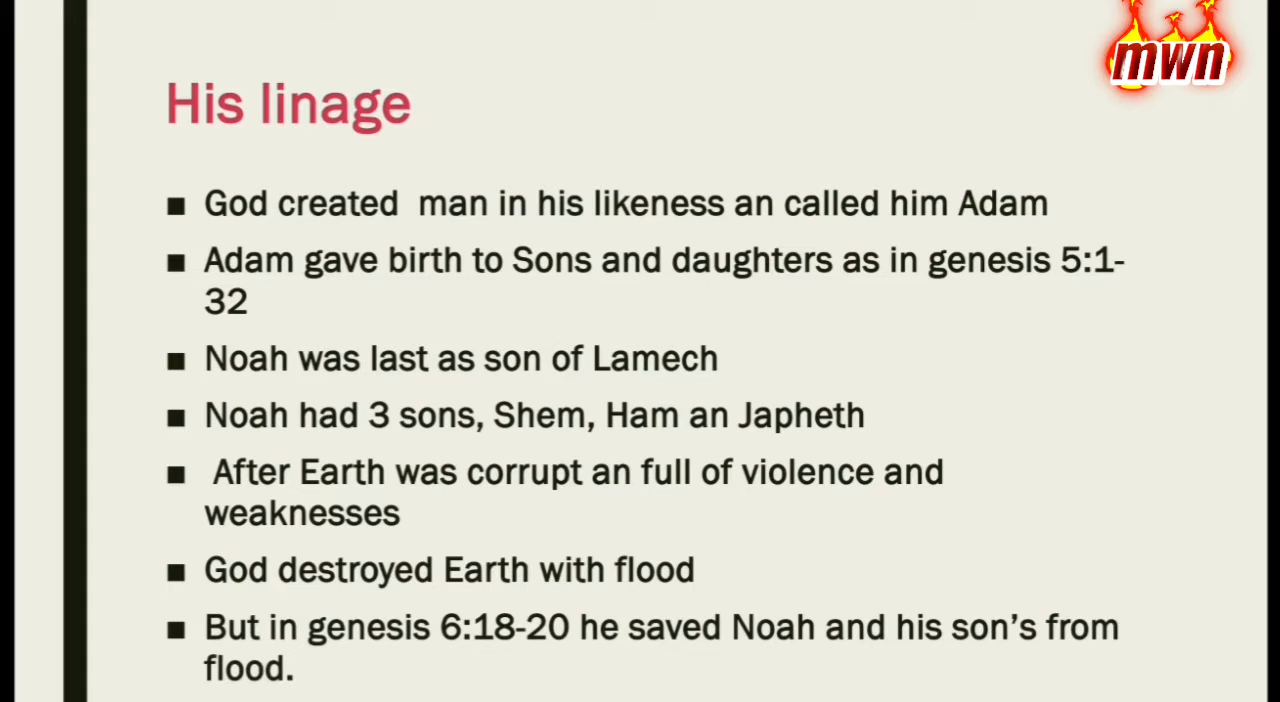 mwn
His linage
■ God created  man in his likeness an called him Adam
■ Adam gave birth to Sons and daughters as in genesis 5:1-
32
■ Noah was last as son of Lamech
■ Noah had 3 sons, Shem, Ham an Japheth
■ After Earth was corrupt an full of violence and
weaknesses
■ God destroyed Earth with flood
■ But in genesis 6:18-20 he saved Noah and his son’s from
flood.